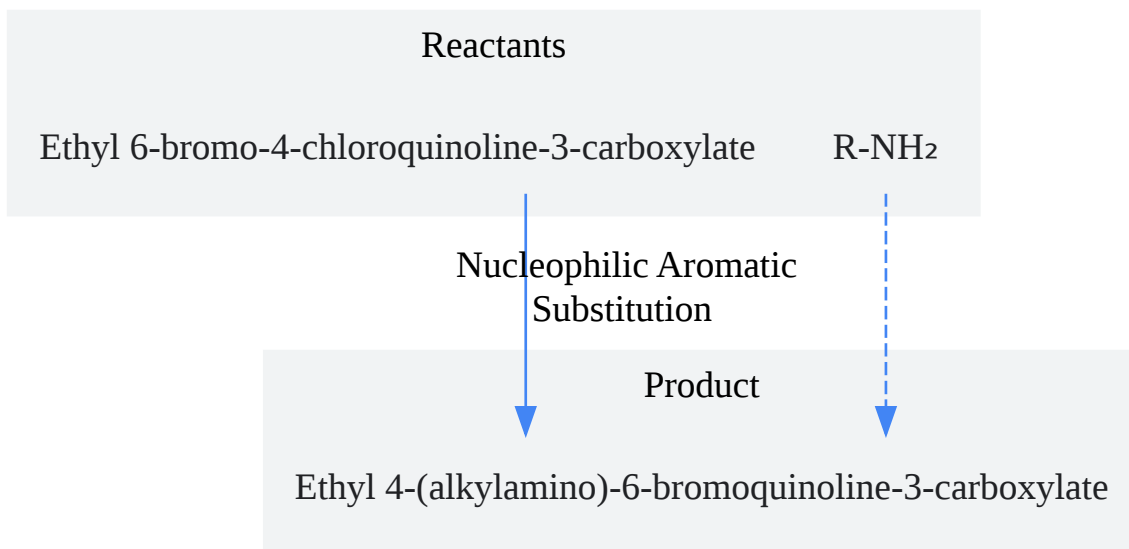 Reactants
Ethyl 6-bromo-4-chloroquinoline-3-carboxylate R-NH₂
Nucleophilic Aromatic
Substitution
Product
Ethyl 4-(alkylamino)-6-bromoquinoline-3-carboxylate